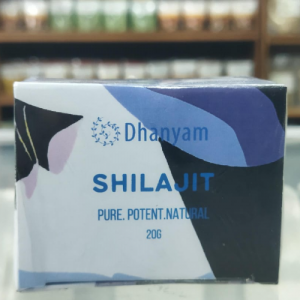 Dhanyam
SHILAJIT
PURE. POTENT.NATURAL
20G